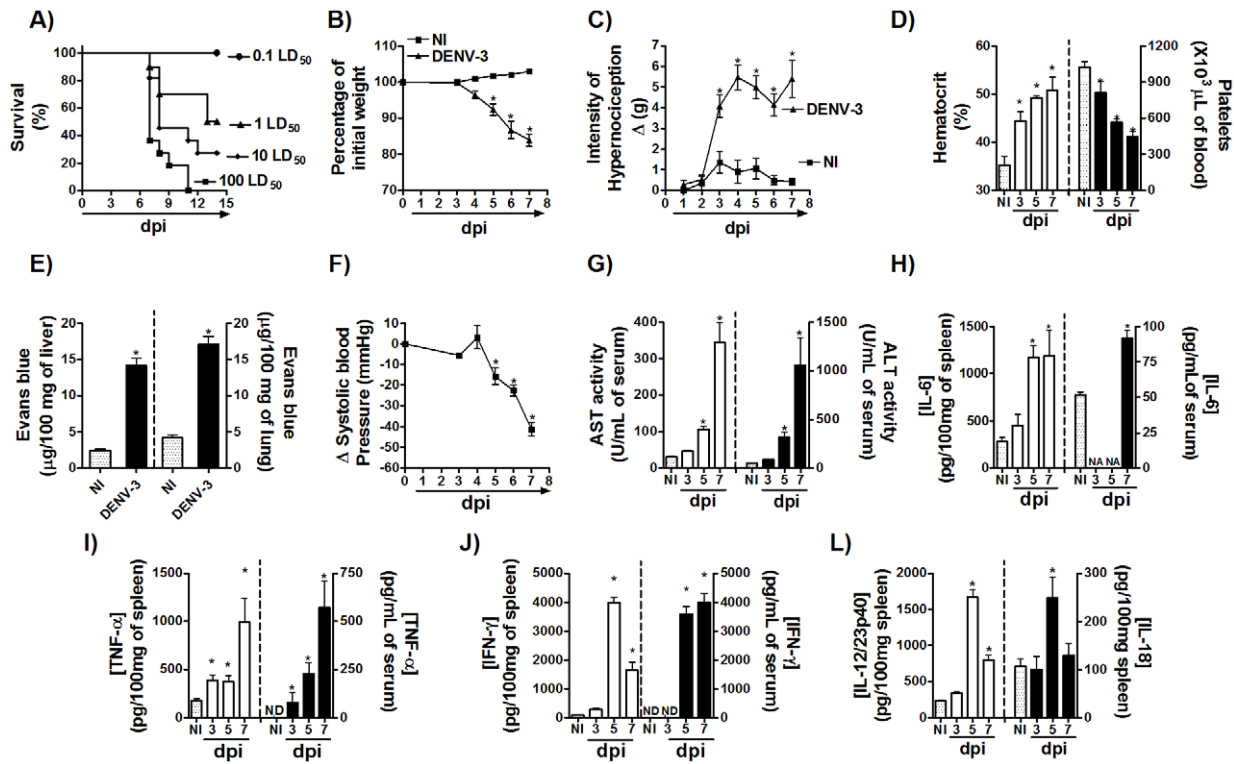 A)
Survival
(%)
100
80
60
40
20
0
0.1 LD50
1 LD50
10 LD50
100 LD50
0 3 6 9 12 15
dpi
B)
Percentage of
initial weight
110
100
90
80
70
NI
DENV-3
0 1 2 3 4 5 6 7 8
* * *
dpi
C)
Intensity of
Hypernociception
Δ (g)
7
6
5
4
3
2
1
0
* * * * *
DENV-3
NI
0 1 2 3 4 5 6 7 8
dpi
D)
Hematocrit
(%)
60
50
40
30
* * *
* * *
1200
900
600
300
0
Platelets
(X10³ µL of blood)
NI 3 5 7 NI 3 5 7
dpi dpi
E)
Evans blue
(µg/100 mg of liver)
20
15
10
5
0
* *
20
15
10
5
0
Evans blue
(µg/100 mg of lung)
NI DENV-3 NI DENV-3
F)
Δ Systolic blood
Pressure (mmHg)
10
0
-10
-20
-30
-40
-50
-60
* * *
0 1 2 3 4 5 6 7 8
dpi
G)
AST activity
(U/mL of serum)
400
300
200
100
0
* *
* *
1500
1000
500
0
ALT activity
(U/mL of serum)
NI 3 5 7 NI 3 5 7
dpi dpi
H)
[IL-6]
(pg/100mg of spleen)
1500
1000
500
0
* *
NA NA
*
100
75
50
25
0
[IL-6]
(pg/mL of serum)
NI 3 5 7 NI 3 5 7
dpi dpi
I)
[TNF-α]
(pg/100mg of spleen)
1500
1000
500
0
* * *
ND
* * *
750
600
450
300
150
0
[TNF-α]
(pg/mL of serum)
NI 3 5 7 NI 3 5 7
dpi dpi
J)
[IFN-γ]
(pg/100mg of spleen)
5000
4000
3000
2000
1000
0
* *
ND ND
* *
5000
4000
3000
2000
1000
0
[IFN-γ]
(pg/mL of serum)
NI 3 5 7 NI 3 5 7
dpi dpi
L)
[IL-12/23p40]
(pg/100mg spleen)
2000
1500
1000
500
0
* *
*
300
200
100
0
[IL-18]
(pg/100mg spleen)
NI 3 5 7 NI 3 5 7
dpi dpi